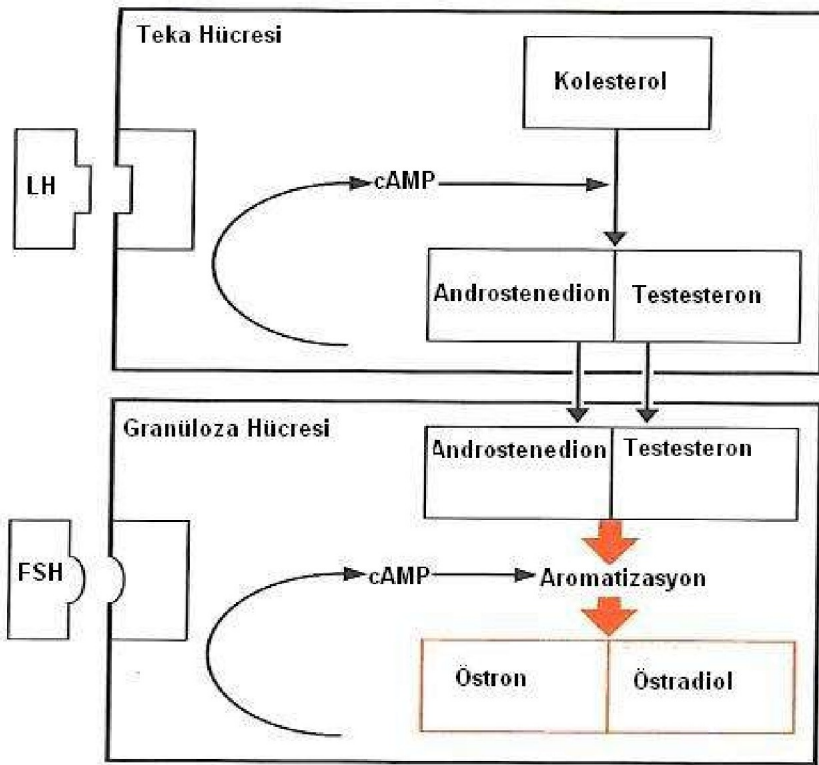 Teka Hücresi
Kolesterol
LH
cAMP
Androstenedion
Testesteron
Granüloza Hücresi
Androstenedion
Testesteron
FSH
cAMP
Aromatizasyon
Östron
Östradiol